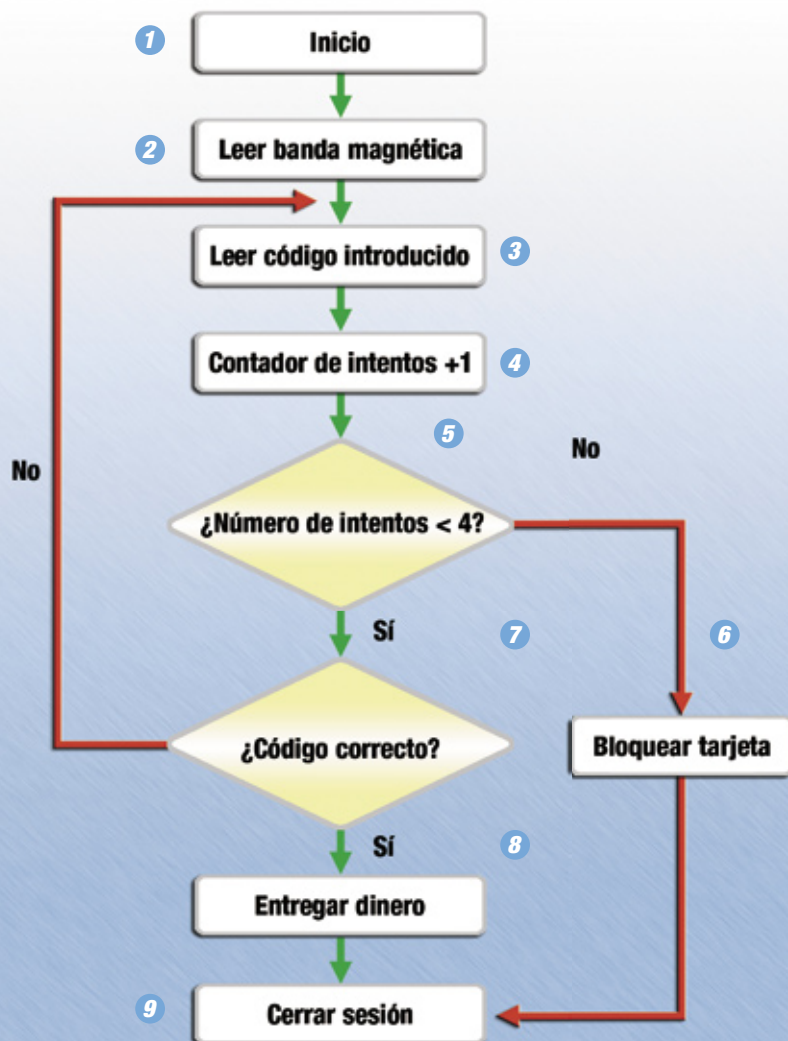 1 Inicio
2 Leer banda magnética
Leer código introducido 3
Contador de intentos +1 4
5
No
No
¿Número de intentos < 4?
Sí
7
6
¿Código correcto?
Bloquear tarjeta
Sí
8
Entregar dinero
9 Cerrar sesión